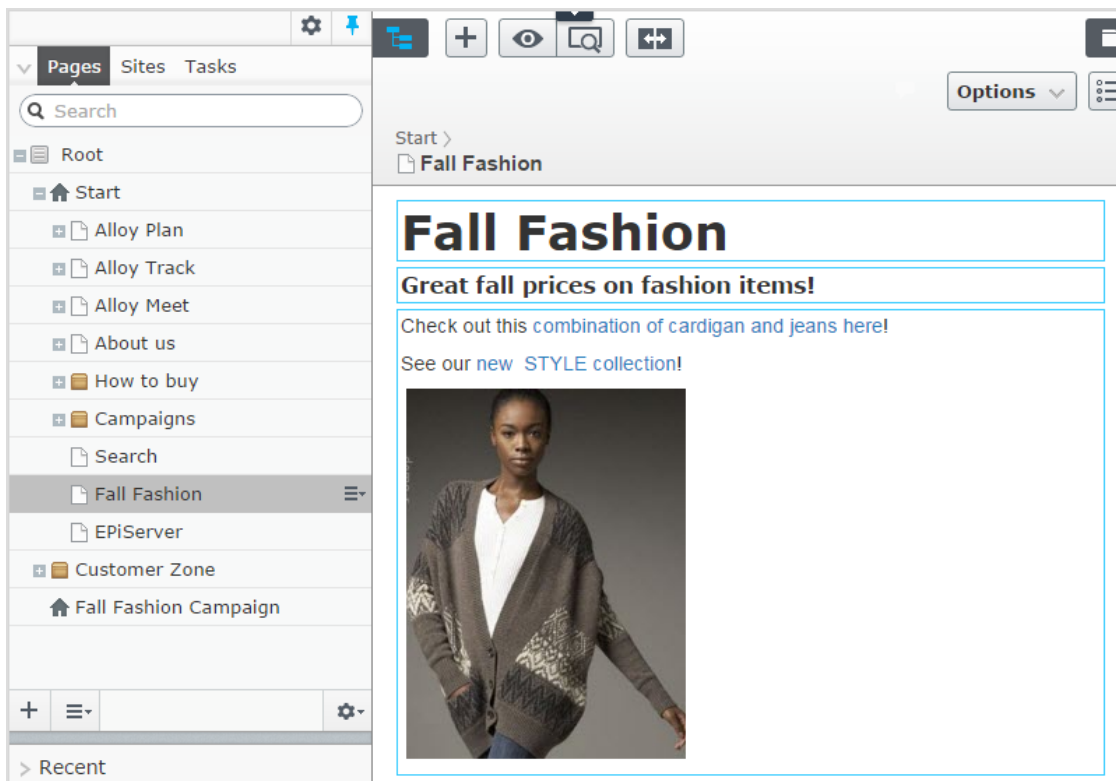 Pages Sites Tasks
Search
Root
Start
Alloy Plan
Alloy Track
Alloy Meet
About us
How to buy
Campaigns
Search
Fall Fashion
EPiServer
Customer Zone
Fall Fashion Campaign
Recent
Options
Start
Fall Fashion
Fall Fashion
Great fall prices on fashion items!
Check out this combination of cardigan and jeans here!
See our new STYLE collection!